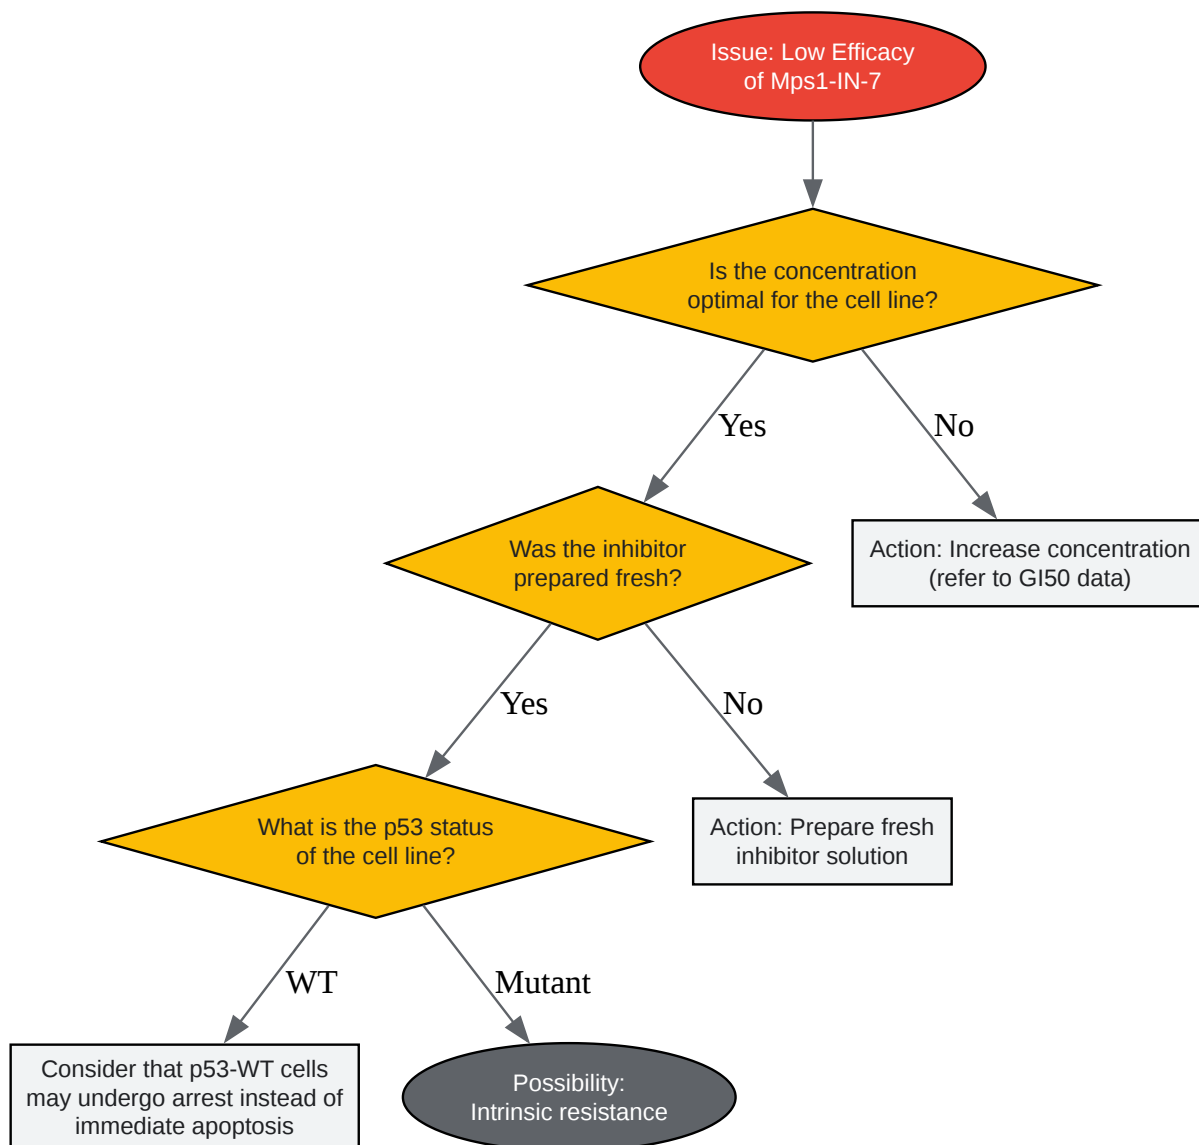 Issue: Low Efficacy
of Mps1-IN-7
Is the concentration
optimal for the cell line?
Yes
No
Was the inhibitor
prepared fresh?
Action: Increase concentration
(refer to GI50 data)
Yes
No
What is the p53 status
of the cell line?
Action: Prepare fresh
inhibitor solution
WT
Mutant
Consider that p53-WT cells
may undergo arrest instead of
immediate apoptosis
Possibility:
Intrinsic resistance